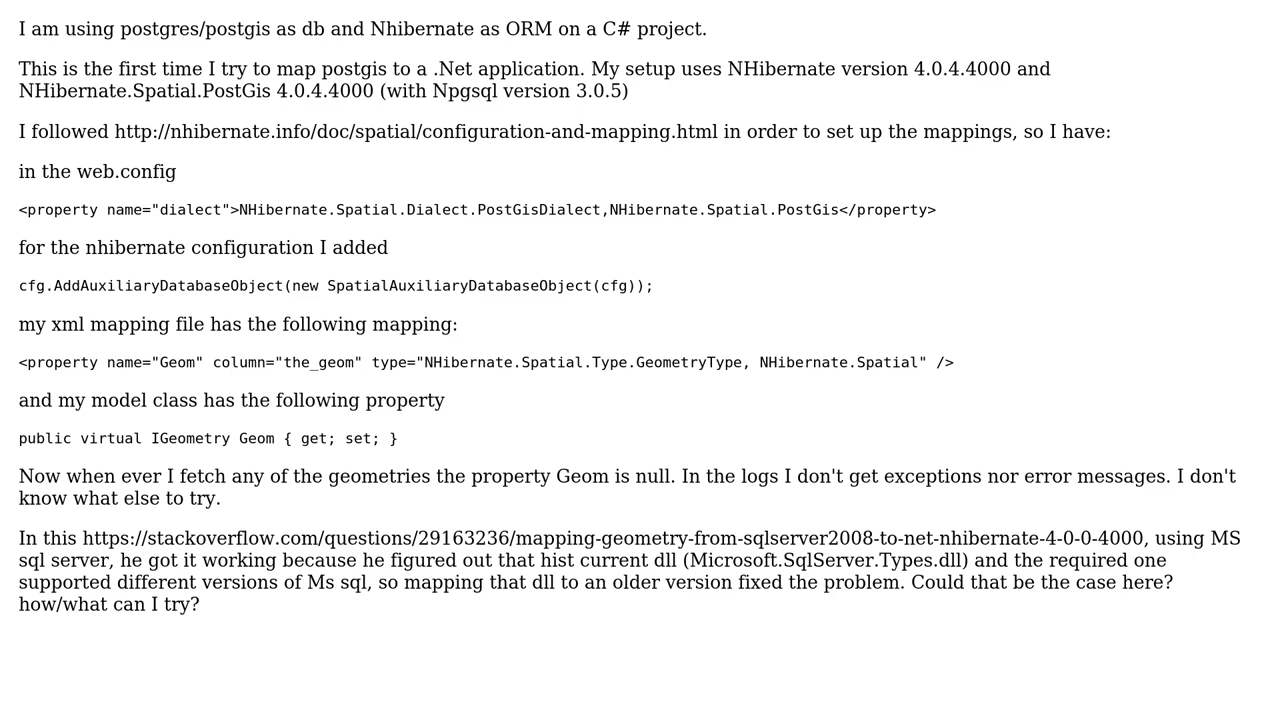 I am using postgres/postgis as db and Nhibernate as ORM on a C# project.
This is the first time I try to map postgis to a .Net application. My setup uses NHibernate version 4.0.4.4000 and
NHibernate.Spatial.PostGis 4.0.4.4000 (with Npgsql version 3.0.5)
I followed http://nhibernate.info/doc/spatial/configuration-and-mapping.html in order to set up the mappings, so I have:
in the web.config
<property name="dialect">NHibernate.Spatial.Dialect.PostGisDialect,NHibernate.Spatial.PostGis</property>
for the nhibernate configuration I added
cfg.AddAuxiliaryDatabaseObject(new SpatialAuxiliaryDatabaseObject(cfg));
my xml mapping file has the following mapping:
<property name="Geom" column="the_geom" type="NHibernate.Spatial.Type.GeometryType, NHibernate.Spatial" />
and my model class has the following property
public virtual IGeometry Geom { get; set; }
Now when ever I fetch any of the geometries the property Geom is null. In the logs I don't get exceptions nor error messages. I don't
know what else to try.
In this https://stackoverflow.com/questions/29163236/mapping-geometry-from-sqlserver2008-to-net-nhibernate-4-0-0-4000, using MS
sql server, he got it working because he figured out that hist current dll (Microsoft.SqlServer.Types.dll) and the required one
supported different versions of Ms sql, so mapping that dll to an older version fixed the problem. Could that be the case here?
how/what can I try?